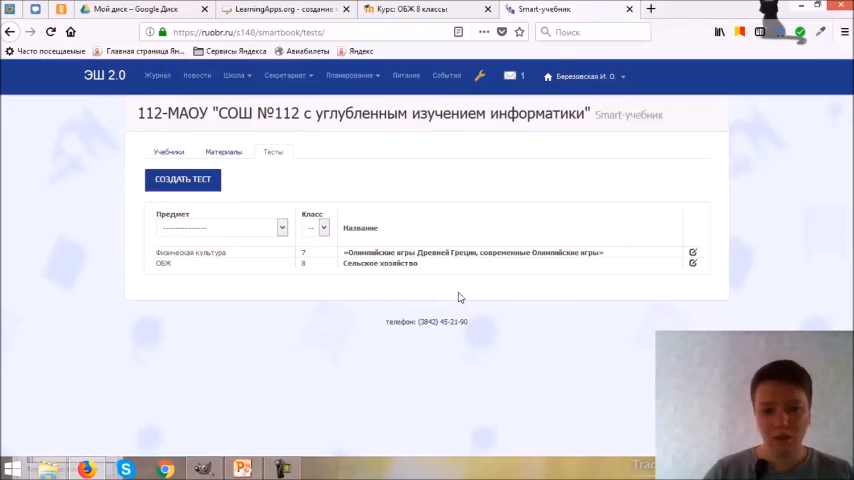 Мой диск – Google Диск
LearningApps.org - создание
Курс: ОБЖ 8 классы
Smart-учебник
https://ruobr.ru/s148/smartbook/tests/
Поиск
Часто посещаемые
Главная страница.
Сервисы Яндекса
Авиабилеты
Яндекс
ЭШ 2.0
Журнал
Новости
Школа
Секретариат
Планирование
Питание
События
1
Березовская И. О.
112-МАОУ "СОШ №112 с углубленным изучением информатики" Smart-учебник
Учебники
Материалы
Тесты
СОЗДАТЬ ТЕСТ
Предмет
Класс
Название
---------------
--
Физическая культура
7
«Олимпийские игры Древней Греции, современные Олимпийские игры»
ОБЖ
8
Сельское хозяйство
телефон: (3842) 45-21-90